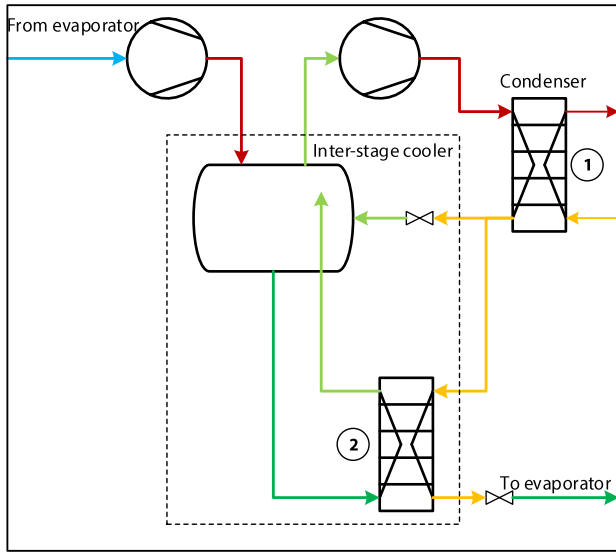 From evaporator
Condenser
Inter-stage cooler
1
2
To evaporator